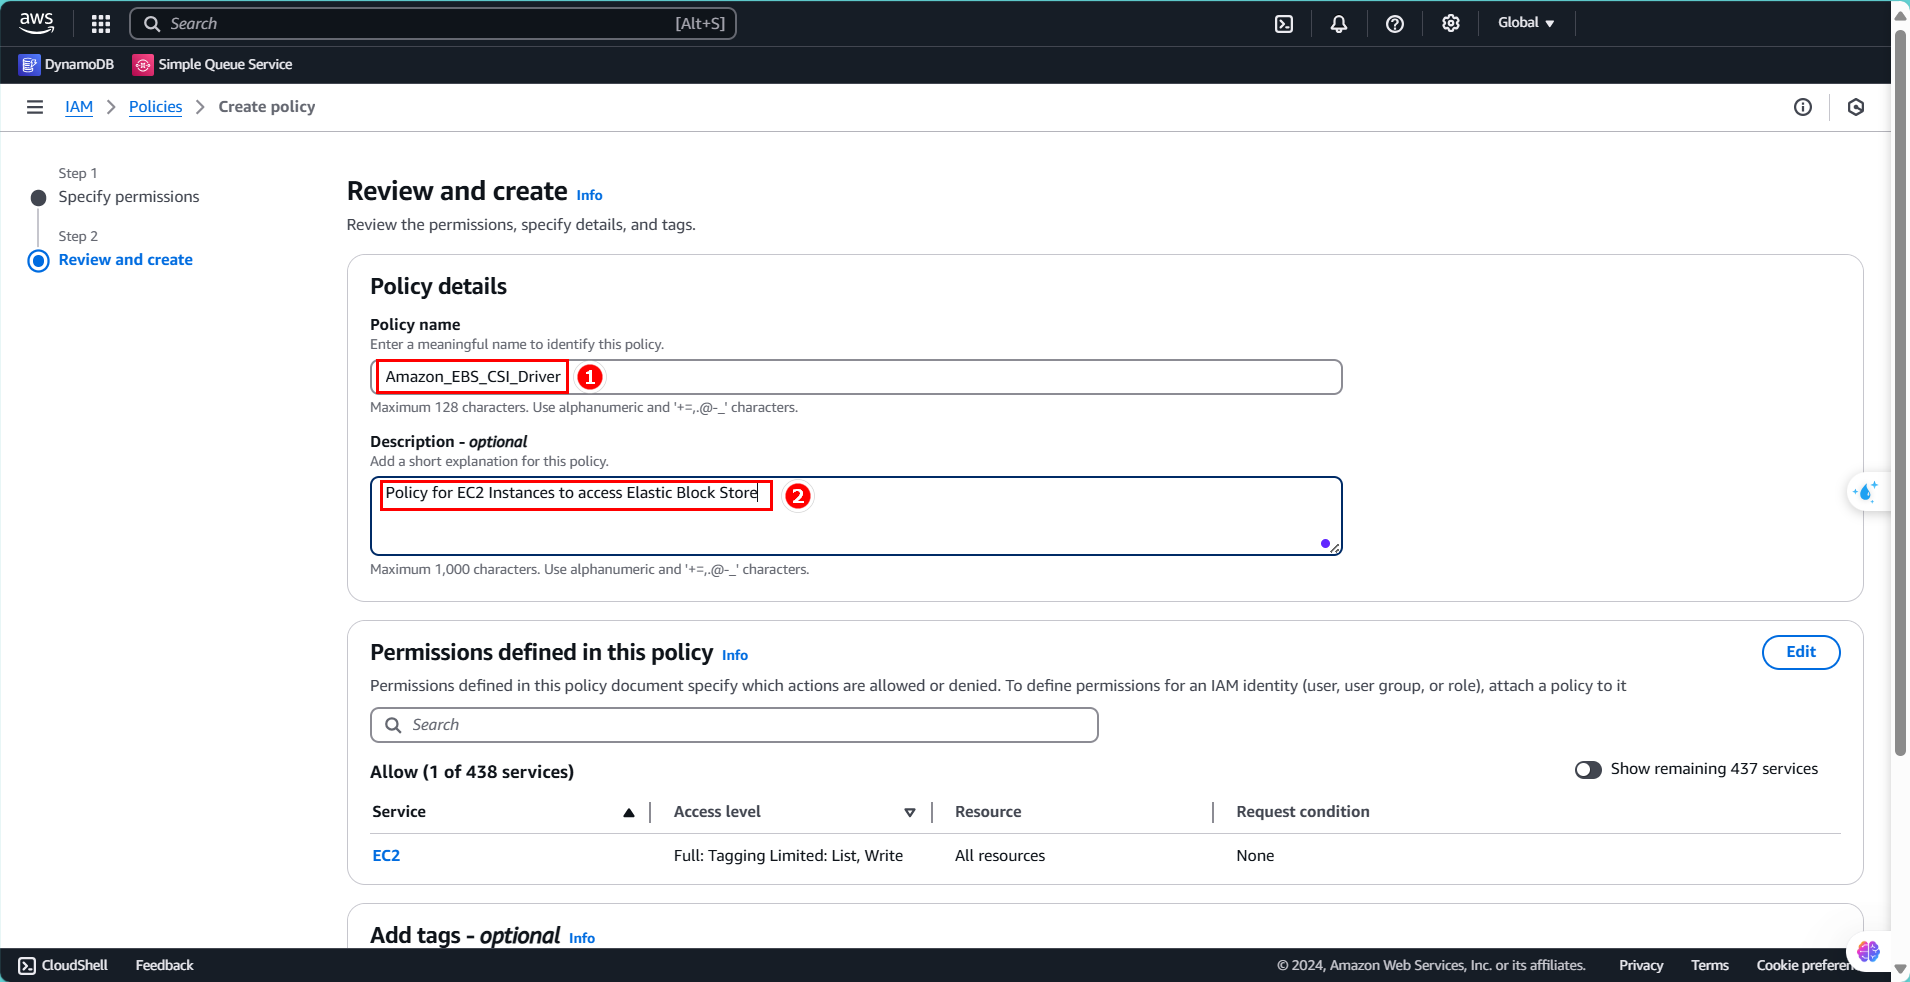 aws
Search [Alt+S]
Global
DynamoDB Simple Queue Service
IAM Policies Create policy
Step 1
Specify permissions
Step 2
Review and create
Review and create Info
Review the permissions, specify details, and tags.
Policy details
Policy name
Enter a meaningful name to identify this policy.
Amazon_EBS_CSI_Driver 1
Maximum 128 characters. Use alphanumeric and '+=,.@-_' characters.
Description - optional
Add a short explanation for this policy.
Policy for EC2 Instances to access Elastic Block Store 2
Maximum 1,000 characters. Use alphanumeric and '+=,.@-_' characters.
Permissions defined in this policy Info
Edit
Permissions defined in this policy document specify which actions are allowed or denied. To define permissions for an IAM identity (user, user group, or role), attach a policy to it
Search
Allow (1 of 438 services)
Show remaining 437 services
Service Access level Resource Request condition
EC2 Full: Tagging Limited: List, Write All resources None
Add tags - optional Info
CloudShell Feedback © 2024, Amazon Web Services, Inc. or its affiliates. Privacy Terms Cookie preferen